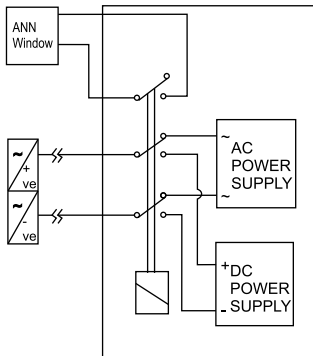 ANN
Window
~
+
ve
~
-
ve
~
AC
POWER
SUPPLY
~
+ DC
POWER
SUPPLY
-